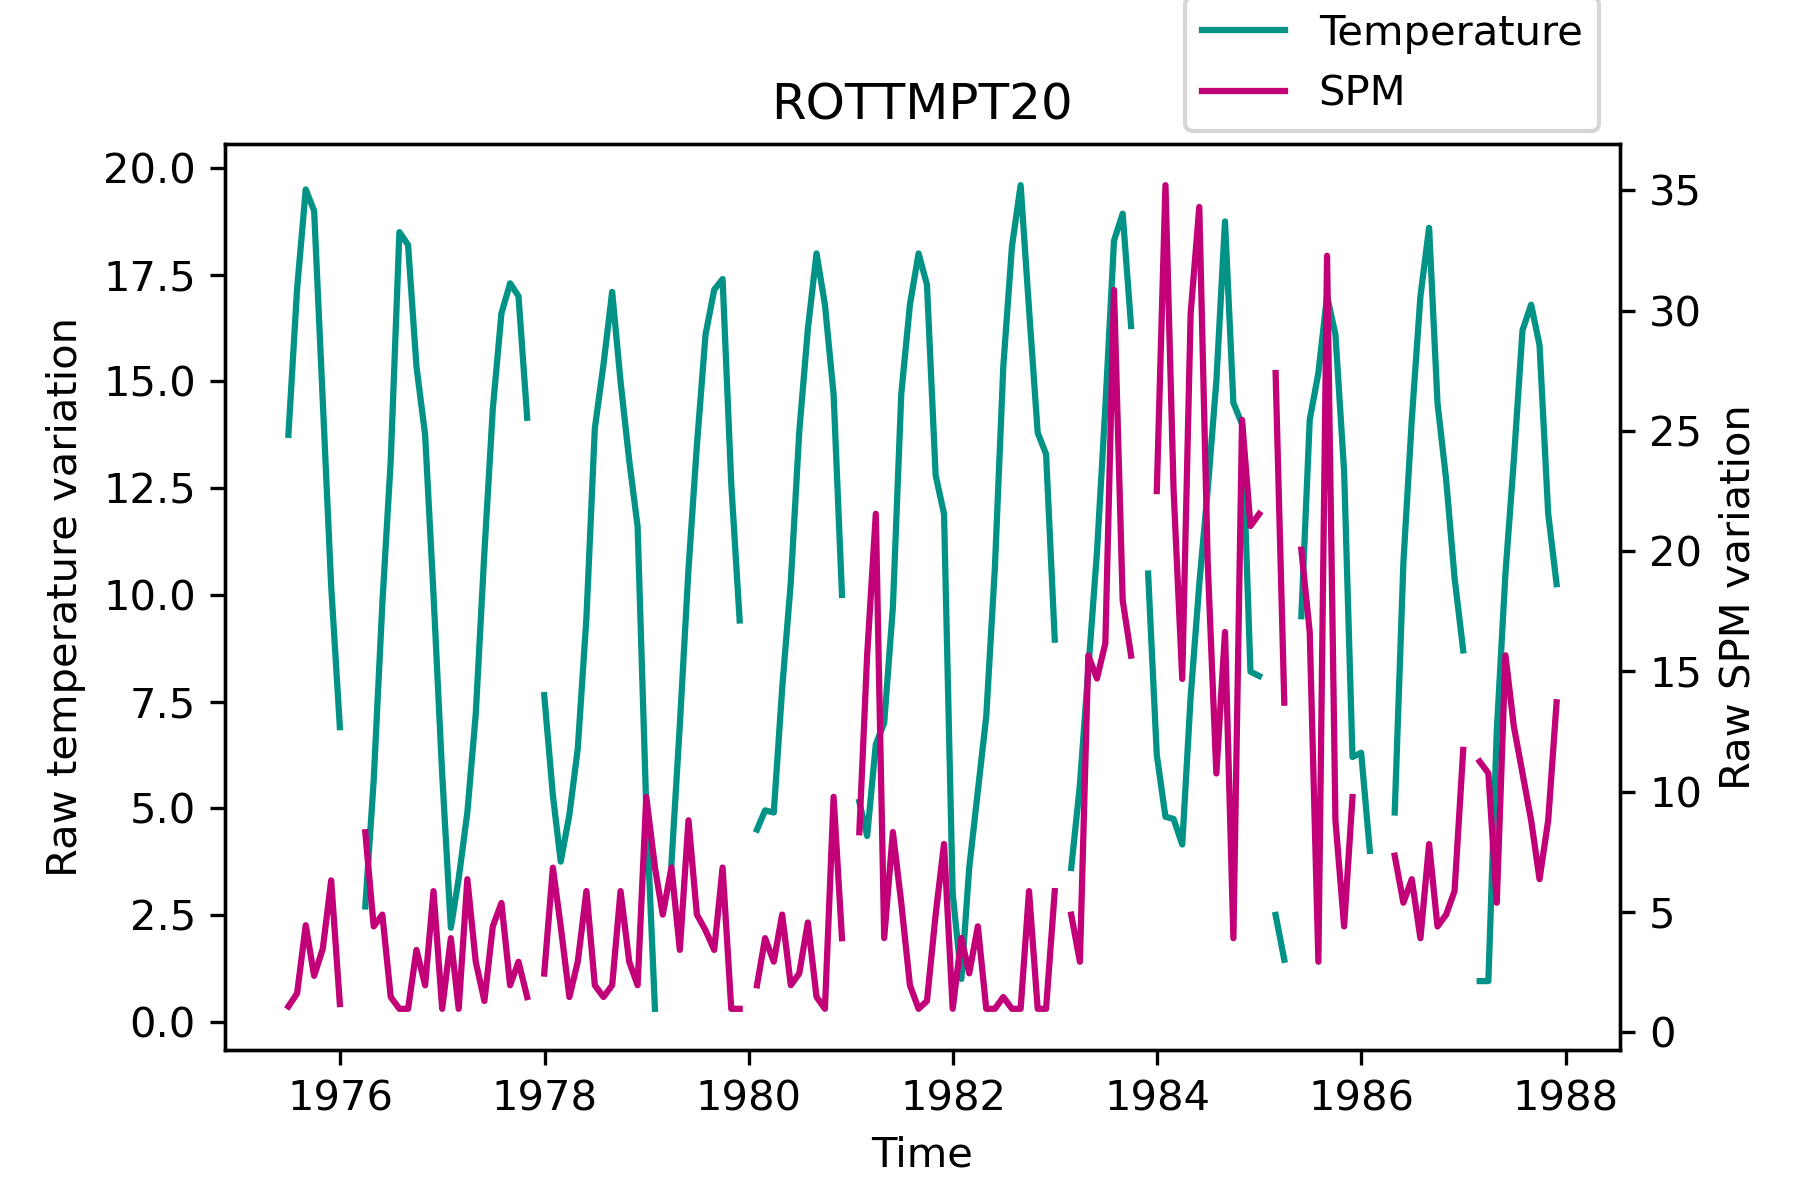 Temperature
SPM
ROTTMPT20
Raw temperature variation
20.0
17.5
15.0
12.5
10.0
7.5
5.0
2.5
0.0
35
30
25
20
15
10
5
0
Raw SPM variation
1976 1978 1980 1982 1984 1986 1988
Time